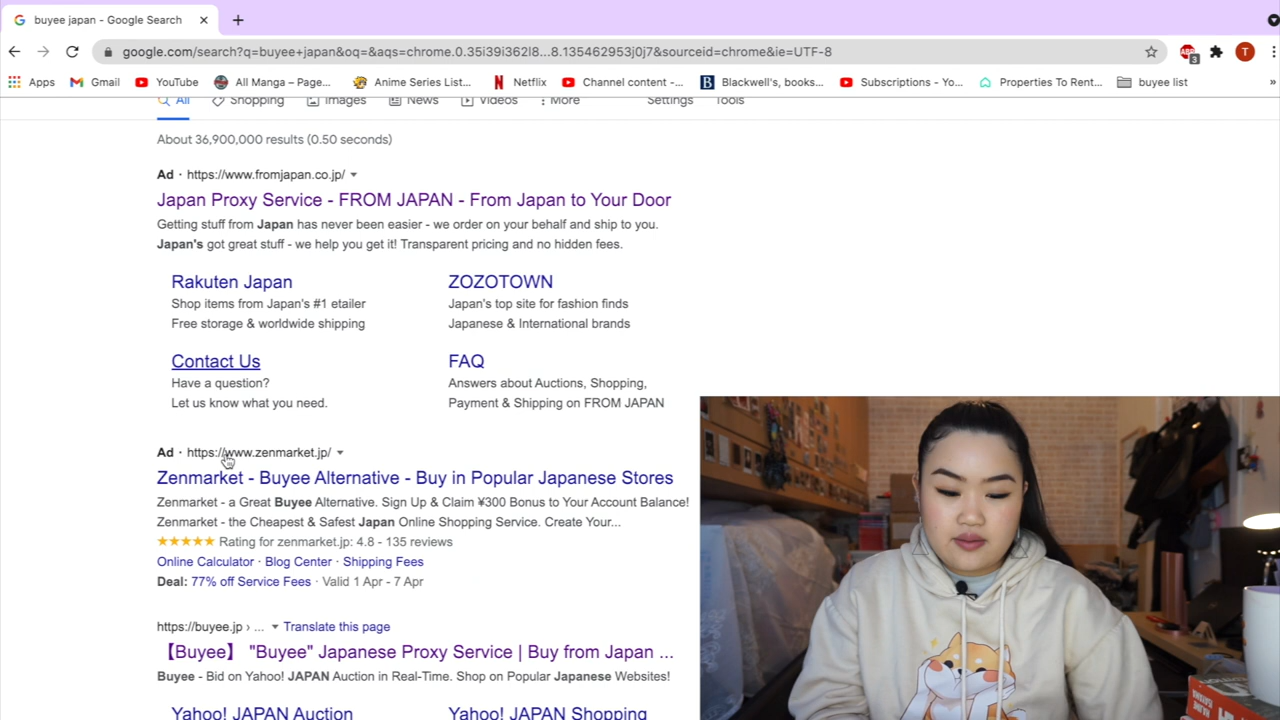 buyee japan - Google Search
google.com/search?q=buyee+japan&oq=&aqs=chrome.0.35i39i362l8...8.135462953j0j7&sourceid=chrome&ie=UTF-8
3
T
Apps Gmail YouTube All Manga – Page... Anime Series List... Netflix Channel content -... B Blackwell's, books... Subscriptions - Yo... Properties To Rent... buyee list »
All Shopping Images News Videos More Settings Tools
About 36,900,000 results (0.50 seconds)
Ad · https://www.fromjapan.co.jp/
Japan Proxy Service - FROM JAPAN - From Japan to Your Door
Getting stuff from Japan has never been easier - we order on your behalf and ship to you.
Japan's got great stuff - we help you get it! Transparent pricing and no hidden fees.
Rakuten Japan
Shop items from Japan's #1 etailer
Free storage & worldwide shipping
ZOZOTOWN
Japan's top site for fashion finds
Japanese & International brands
Contact Us
Have a question?
Let us know what you need.
FAQ
Answers about Auctions, Shopping,
Payment & Shipping on FROM JAPAN
Ad · https://www.zenmarket.jp/
Zenmarket - Buyee Alternative - Buy in Popular Japanese Stores
Zenmarket - a Great Buyee Alternative. Sign Up & Claim ¥300 Bonus to Your Account Balance!
Zenmarket - the Cheapest & Safest Japan Online Shopping Service. Create Your...
Rating for zenmarket.jp: 4.8 - 135 reviews
Online Calculator · Blog Center · Shipping Fees
Deal: 77% off Service Fees · Valid 1 Apr - 7 Apr
https://buyee.jp › ... Translate this page
【Buyee】 "Buyee" Japanese Proxy Service | Buy from Japan ...
Buyee - Bid on Yahoo! JAPAN Auction in Real-Time. Shop on Popular Japanese Websites!
Yahoo! JAPAN Auction
Yahoo! JAPAN Shopping